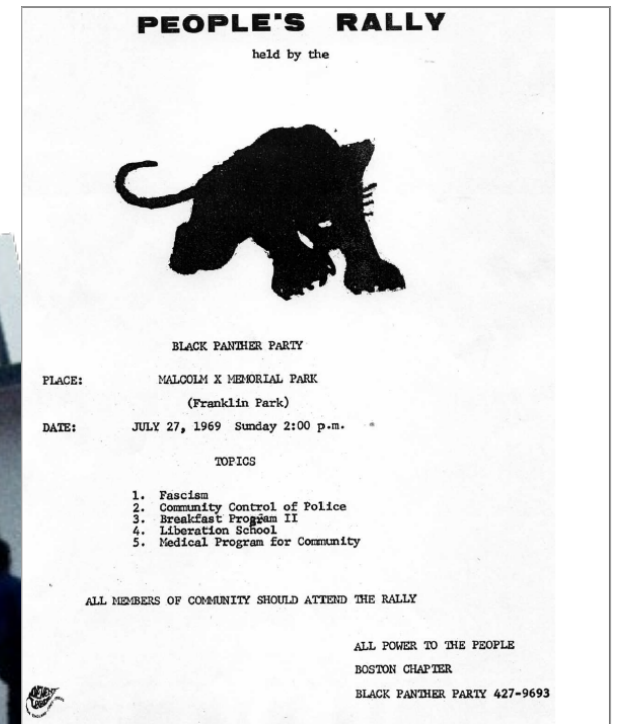 PEOPLE'S RALLY
held by the
BLACK PANTHER PARTY
PLACE: MALCOLM X MEMORIAL PARK
(Franklin Park)
DATE: JULY 27, 1969 Sunday 2:00 p.m.
TOPICS
1. Fascism
2. Community Control of Police
3. Breakfast Program II
4. Liberation School
5. Medical Program for Community
ALL MEMBERS OF COMMUNITY SHOULD ATTEND THE RALLY
ALL POWER TO THE PEOPLE
BOSTON CHAPTER
BLACK PANTHER PARTY 427-9693